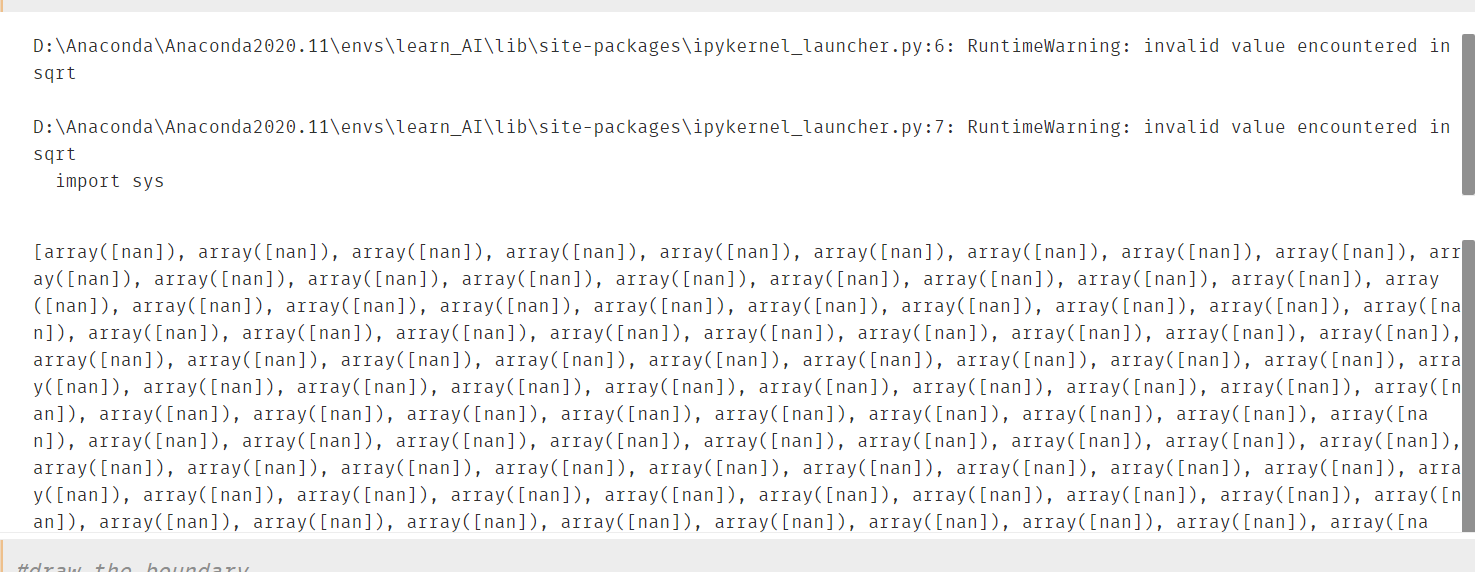 D:\Anaconda\Anaconda2020.11\envs\learn_AI\lib\site-packages\ipykernel_launcher.py:6: RuntimeWarning: invalid value encountered in
sqrt
D:\Anaconda\Anaconda2020.11\envs\learn_AI\lib\site-packages\ipykernel_launcher.py:7: RuntimeWarning: invalid value encountered in
sqrt
import sys
[array([nan]), array([nan]), array([nan]), array([nan]), array([nan]), array([nan]), array([nan]), array([nan]), array([nan]), arr
ay([nan]), array([nan]), array([nan]), array([nan]), array([nan]), array([nan]), array([nan]), array([nan]), array([nan]), array
([nan]), array([nan]), array([nan]), array([nan]), array([nan]), array([nan]), array([nan]), array([nan]), array([nan]), array([na
n]), array([nan]), array([nan]), array([nan]), array([nan]), array([nan]), array([nan]), array([nan]), array([nan]), array([nan]),
array([nan]), array([nan]), array([nan]), array([nan]), array([nan]), array([nan]), array([nan]), array([nan]), array([nan]), arra
y([nan]), array([nan]), array([nan]), array([nan]), array([nan]), array([nan]), array([nan]), array([nan]), array([nan]), array([n
an]), array([nan]), array([nan]), array([nan]), array([nan]), array([nan]), array([nan]), array([nan]), array([nan]), array([na
n]), array([nan]), array([nan]), array([nan]), array([nan]), array([nan]), array([nan]), array([nan]), array([nan]), array([nan]),
array([nan]), array([nan]), array([nan]), array([nan]), array([nan]), array([nan]), array([nan]), array([nan]), array([nan]), arra
y([nan]), array([nan]), array([nan]), array([nan]), array([nan]), array([nan]), array([nan]), array([nan]), array([nan]), array([n
an]), array([nan]), array([nan]), array([nan]), array([nan]), array([nan]), array([nan]), array([nan]), array([nan]), array([na
#draw the boundary